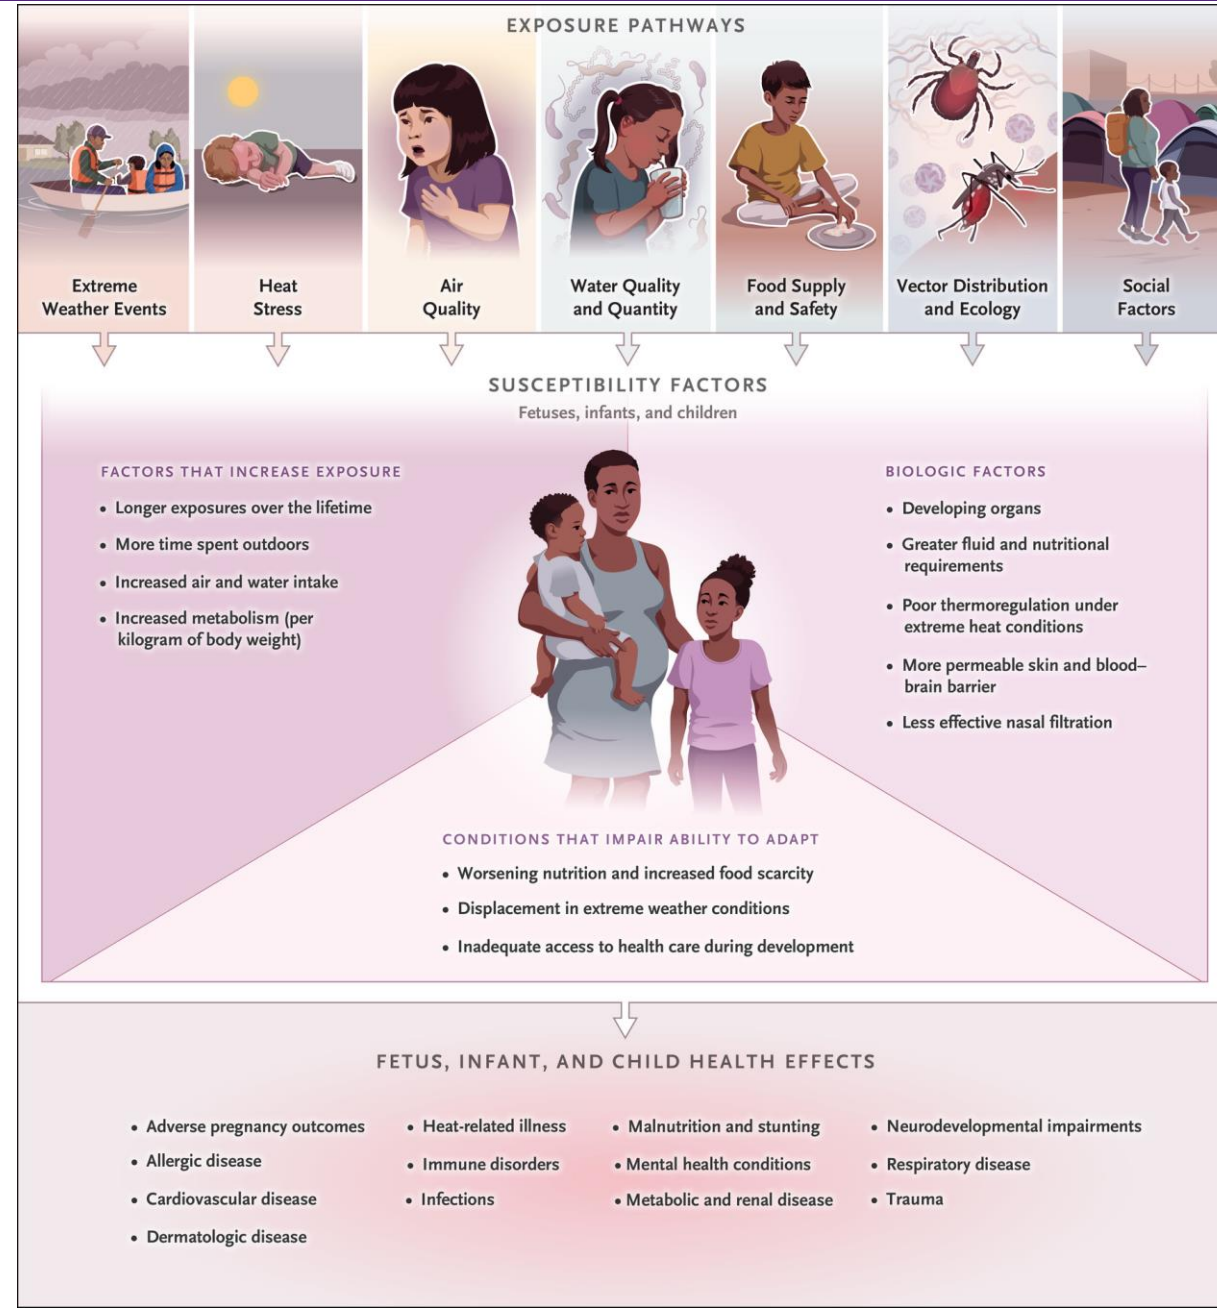 EXPOSURE PATHWAYS
Extreme
Weather Events
Heat
Stress
Air
Quality
Water Quality
and Quantity
Food Supply
and Safety
Vector Distribution
and Ecology
Social
Factors
SUSCEPTIBILITY FACTORS
Fetuses, infants, and children
FACTORS THAT INCREASE EXPOSURE
• Longer exposures over the lifetime
• More time spent outdoors
• Increased air and water intake
• Increased metabolism (per
kilogram of body weight)
BIOLOGIC FACTORS
• Developing organs
• Greater fluid and nutritional
requirements
• Poor thermoregulation under
extreme heat conditions
• More permeable skin and blood–
brain barrier
• Less effective nasal filtration
CONDITIONS THAT IMPAIR ABILITY TO ADAPT
• Worsening nutrition and increased food scarcity
• Displacement in extreme weather conditions
• Inadequate access to health care during development
FETUS, INFANT, AND CHILD HEALTH EFFECTS
• Adverse pregnancy outcomes
• Allergic disease
• Cardiovascular disease
• Dermatologic disease
• Heat-related illness
• Immune disorders
• Infections
• Malnutrition and stunting
• Mental health conditions
• Metabolic and renal disease
• Neurodevelopmental impairments
• Respiratory disease
• Trauma